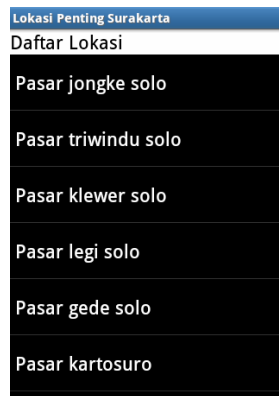 Lokasi Penting Surakarta
Daftar Lokasi
Pasar jongke solo
Pasar triwindu solo
Pasar klewer solo
Pasar legi solo
Pasar gede solo
Pasar kartosuro